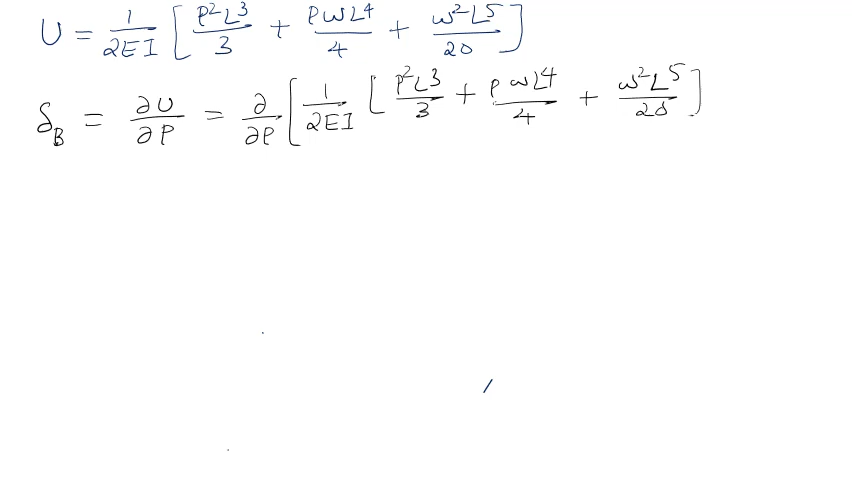 U = 1/2EI [ P²L³/3 + PωL⁴/4 + ω²L⁵/20 ]
δ_B = ∂U/∂P = ∂/∂P [ 1/2EI [ P²L³/3 + PωL⁴/4 + ω²L⁵/20 ]